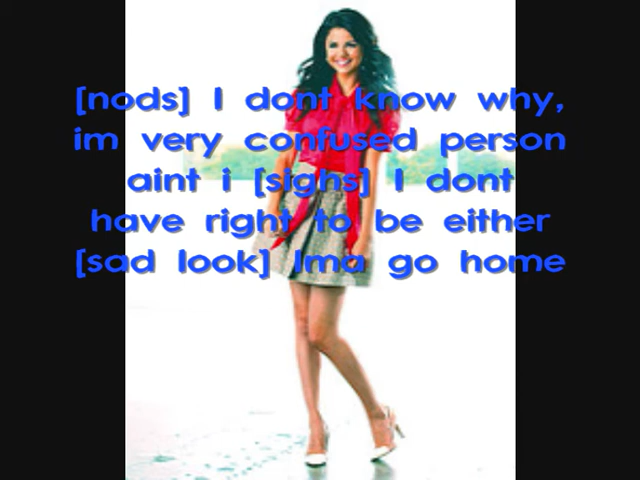 [nods] I dont know why,
im very confused person
aint i [sighs] I dont
have right to be either
[sad look] Ima go home